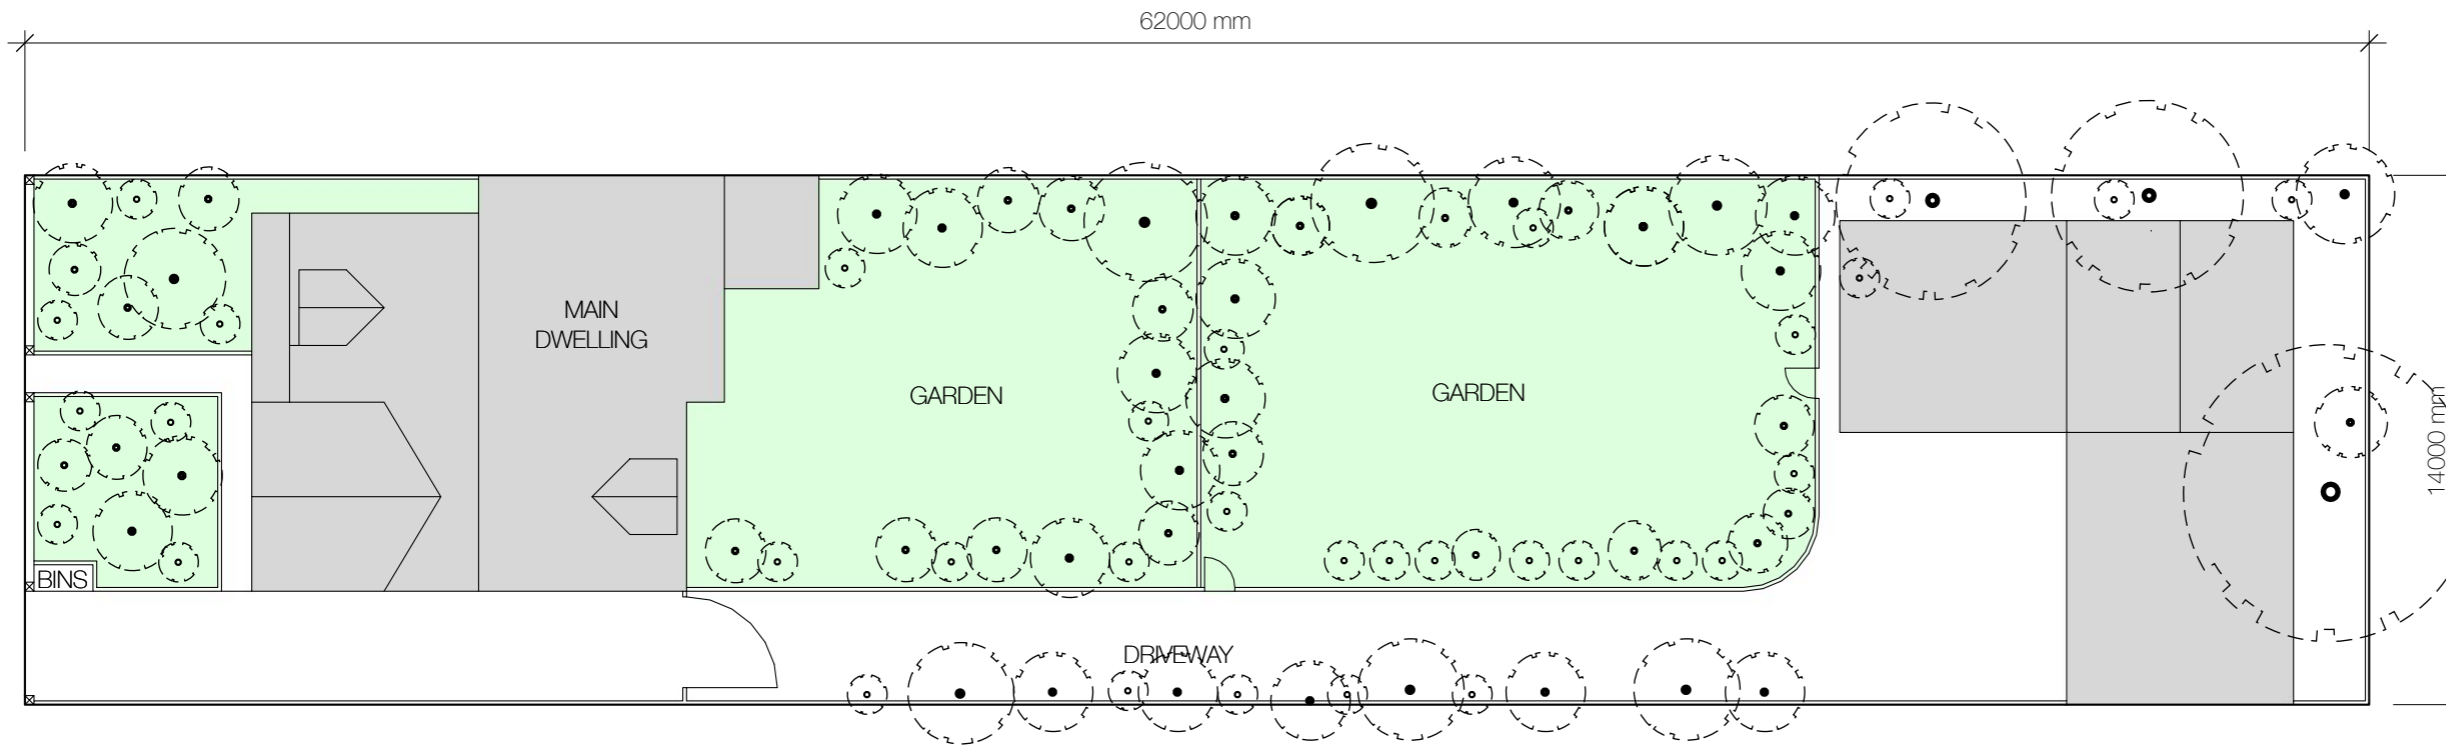 62000 mm
MAIN
DWELLING
GARDEN
GARDEN
14000 mm
BINS
DRIVEWAY